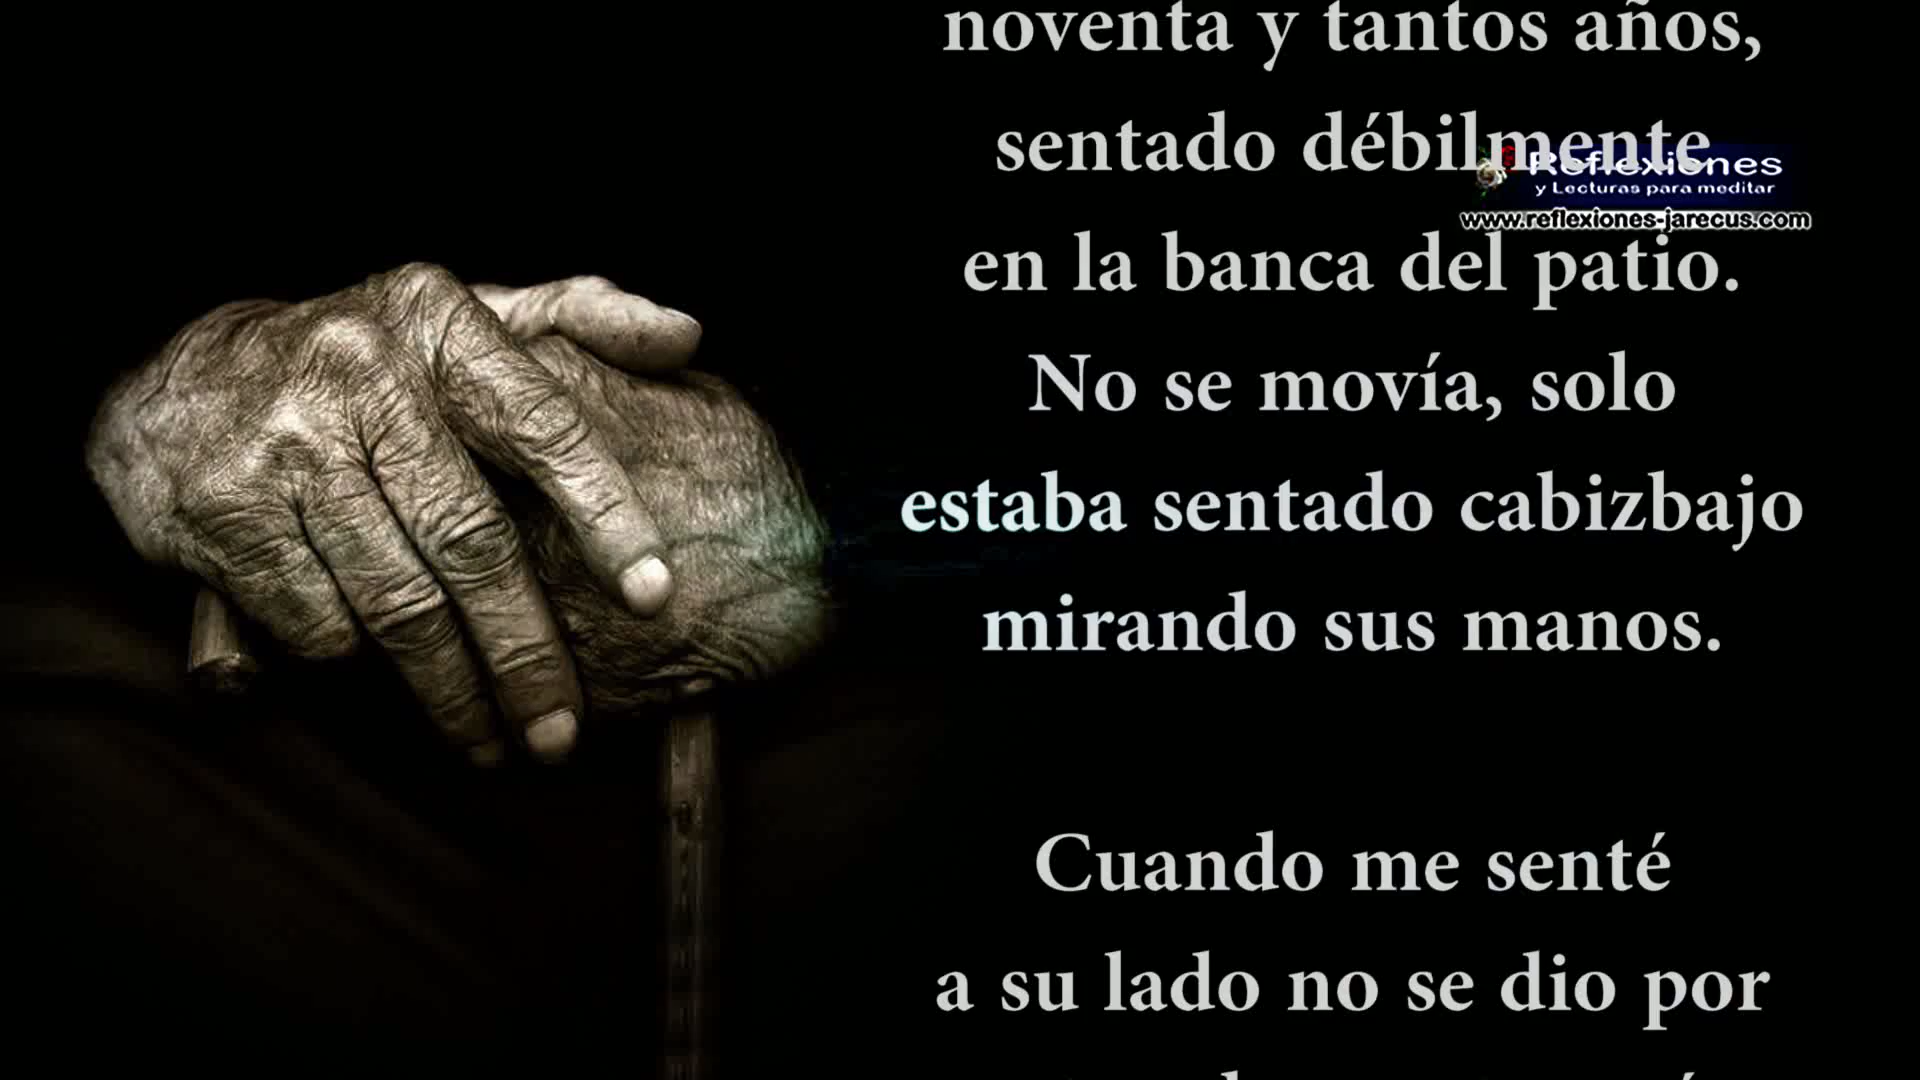 noventa y tantos años,
sentado débilmente
Reflexiones
y Lecturas para meditar
www.reflexiones-jarecus.com
en la banca del patio.
No se movía, solo
estaba sentado cabizbajo
mirando sus manos.
Cuando me senté
a su lado no se dio por